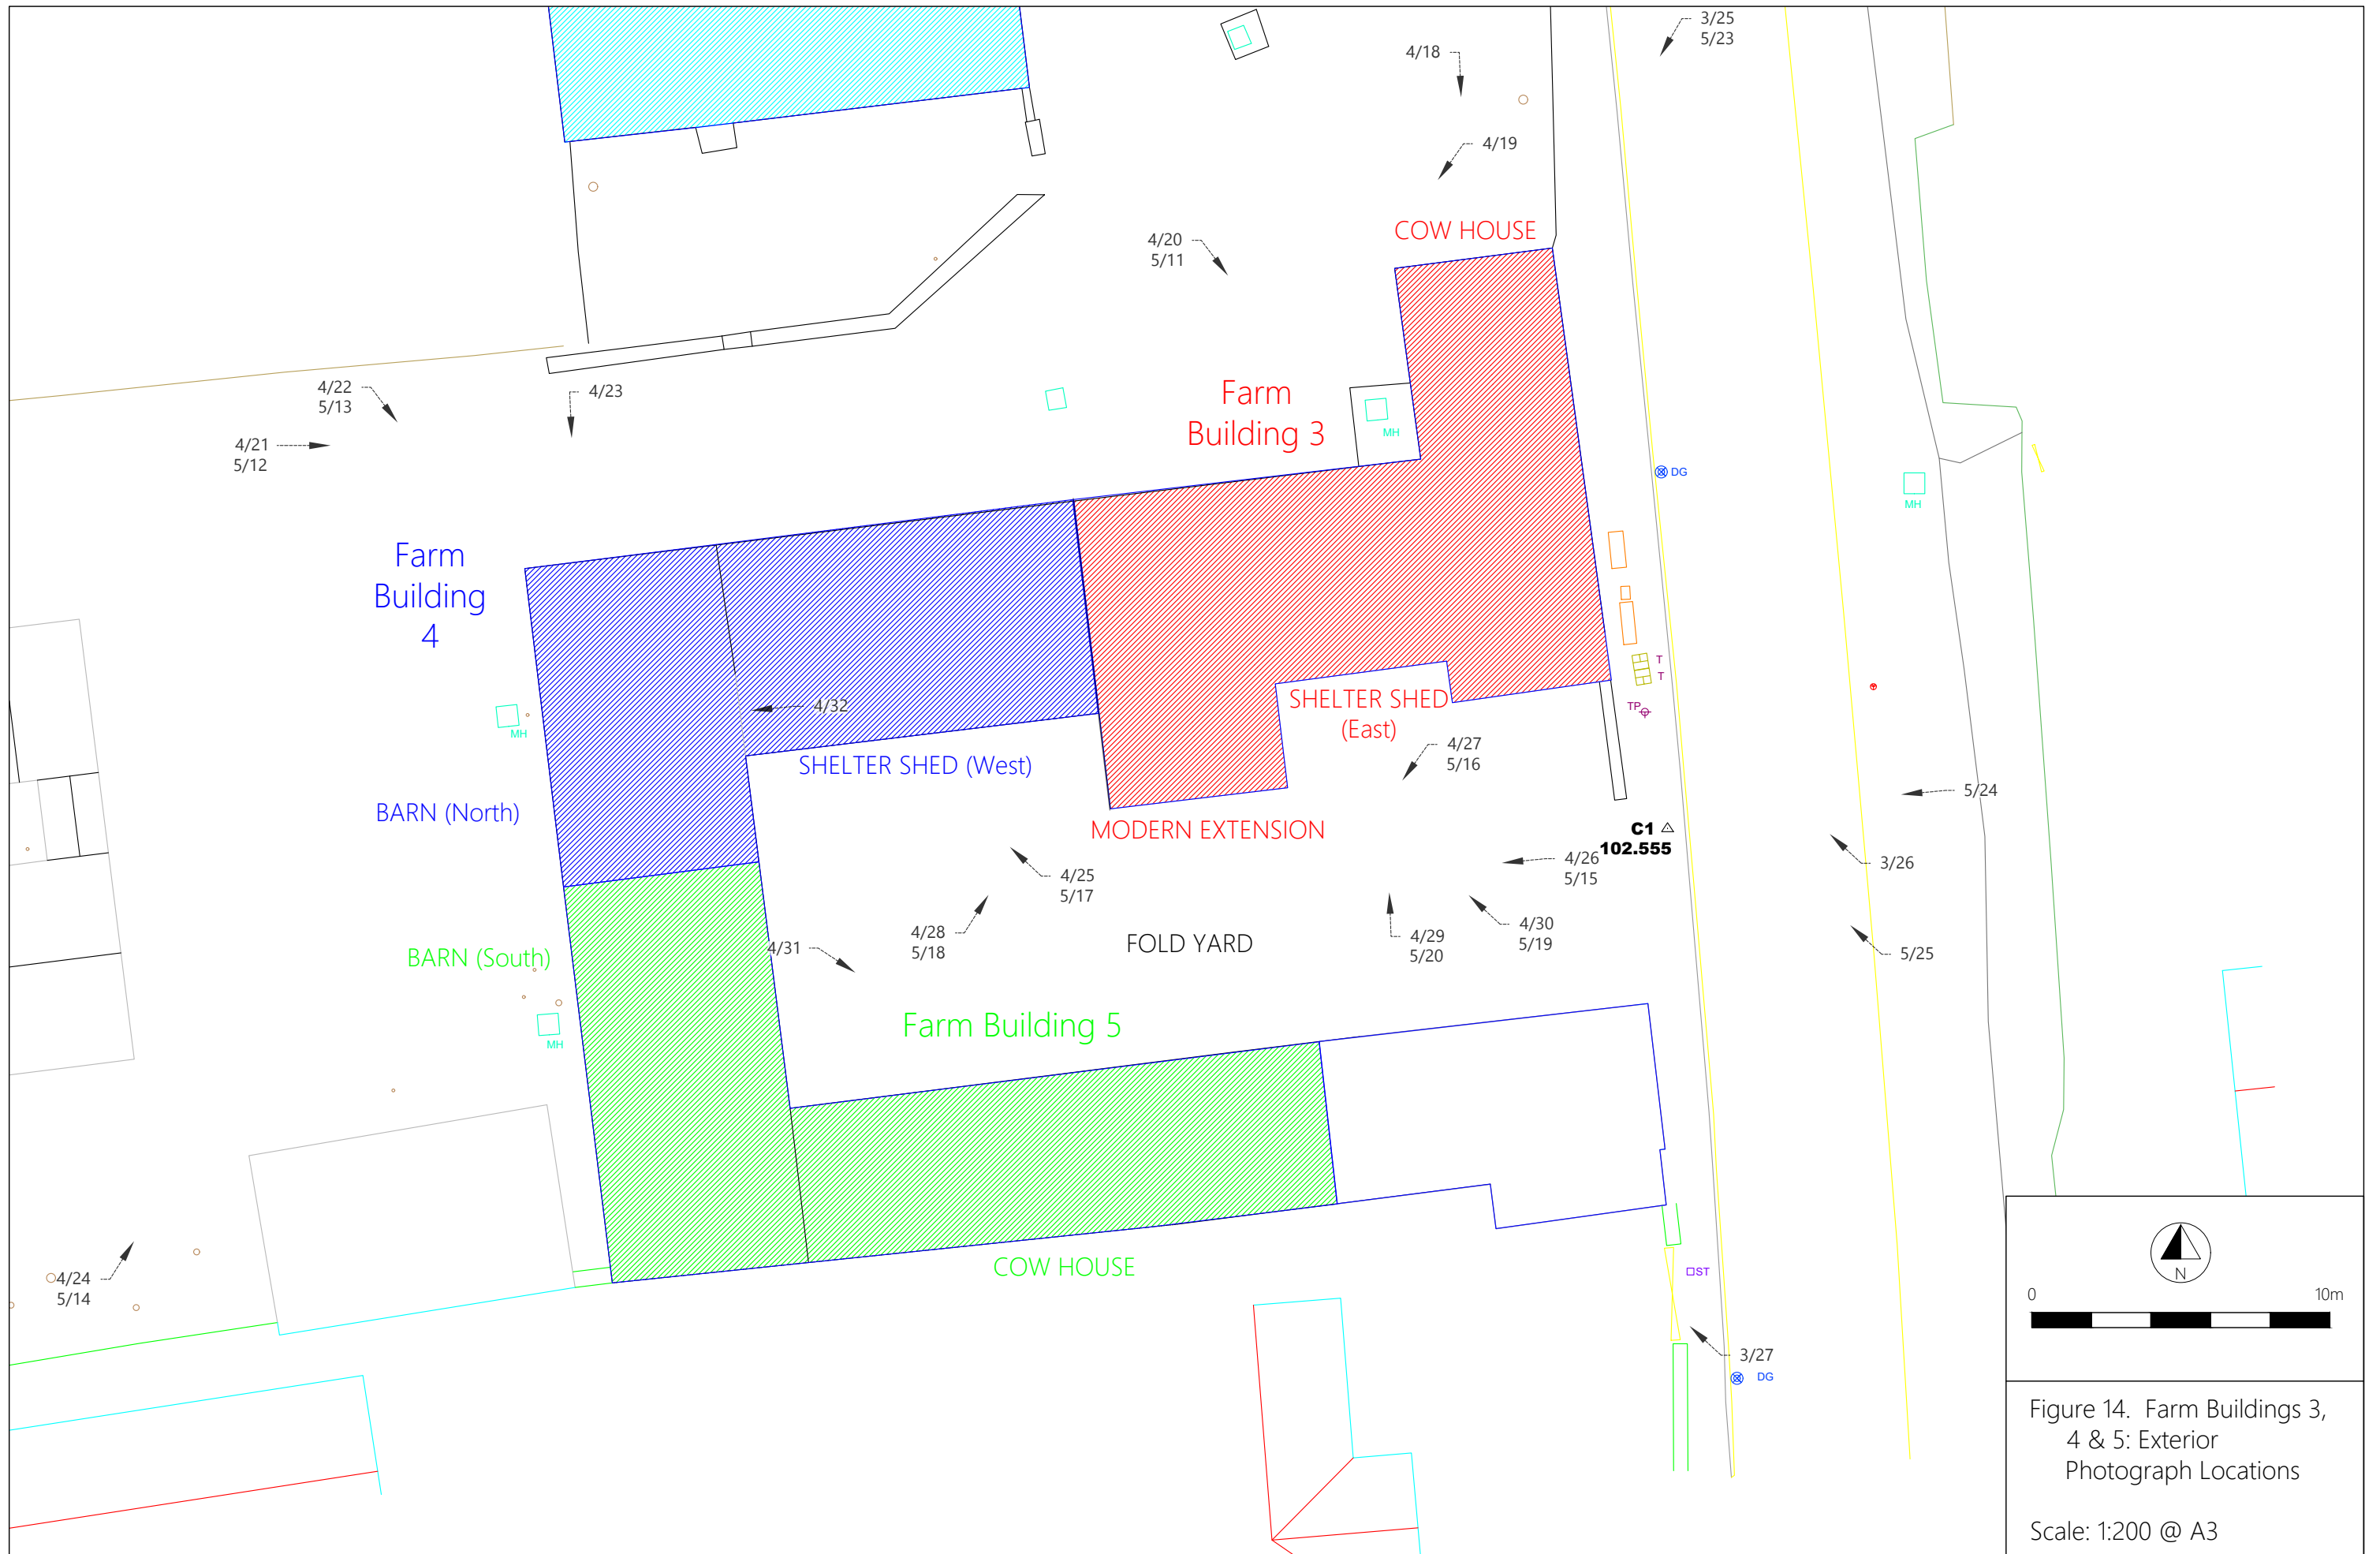 3/25
5/23
4/18
4/19
COW HOUSE
4/20
5/11
4/22
5/13
4/23
4/21
5/12
Farm
Building 3
MH
DG
MH
Farm
Building
4
T
T
TP
SHELTER SHED
(East)
4/32
MH
SHELTER SHED (West)
4/27
5/16
5/24
BARN (North)
MODERN EXTENSION
C1
102.555
4/26
5/15
3/26
4/25
5/17
4/28
5/18
4/29
5/20
4/30
5/19
FOLD YARD
4/31
5/25
BARN (South)
Farm Building 5
MH
COW HOUSE
4/24
5/14
ST
3/27
DG
N
0 10m
Figure 14. Farm Buildings 3,
4 & 5: Exterior
Photograph Locations
Scale: 1:200 @ A3